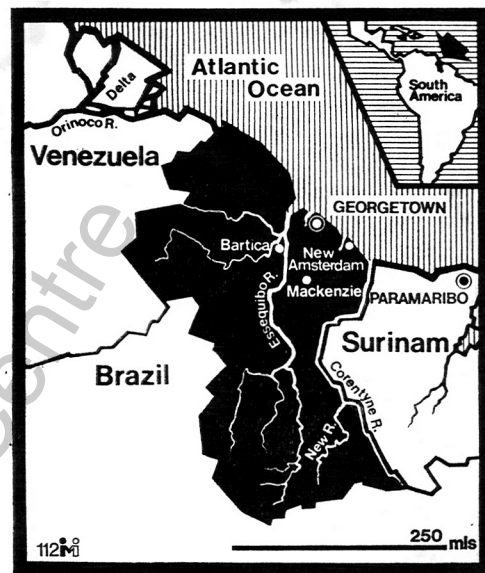 Atlantic
Ocean
South
America
Delta
Orinoco R.
Venezuela
GEORGETOWN
Bartica
New
Amsterdam
Mackenzie
Essequibo R.
PARAMARIBO
Surinam
Brazil
Corentyne R.
New R.
250 mls
112
Centre